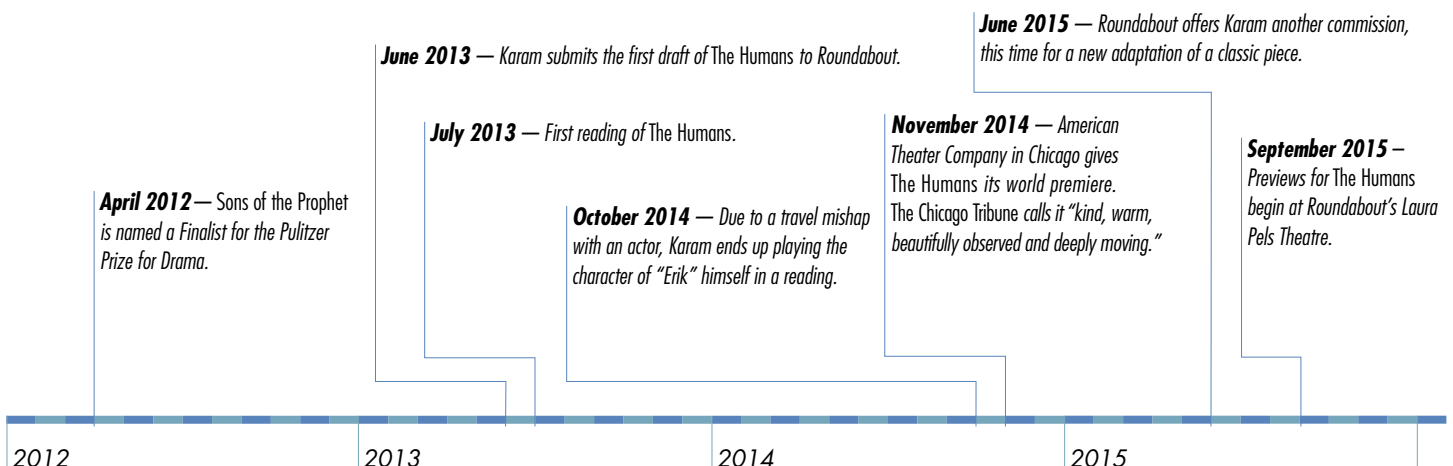 April 2012 — Sons of the Prophet
is named a Finalist for the Pulitzer
Prize for Drama.
June 2013 — Karam submits the first draft of The Humans to Roundabout.
July 2013 — First reading of The Humans.
October 2014 — Due to a travel mishap
with an actor, Karam ends up playing the
character of “Erik” himself in a reading.
November 2014 — American
Theater Company in Chicago gives
The Humans its world premiere.
The Chicago Tribune calls it “kind, warm,
beautifully observed and deeply moving.”
June 2015 — Roundabout offers Karam another commission,
this time for a new adaptation of a classic piece.
September 2015 –
Previews for The Humans
begin at Roundabout’s Laura
Pels Theatre.
2012
2013
2014
2015